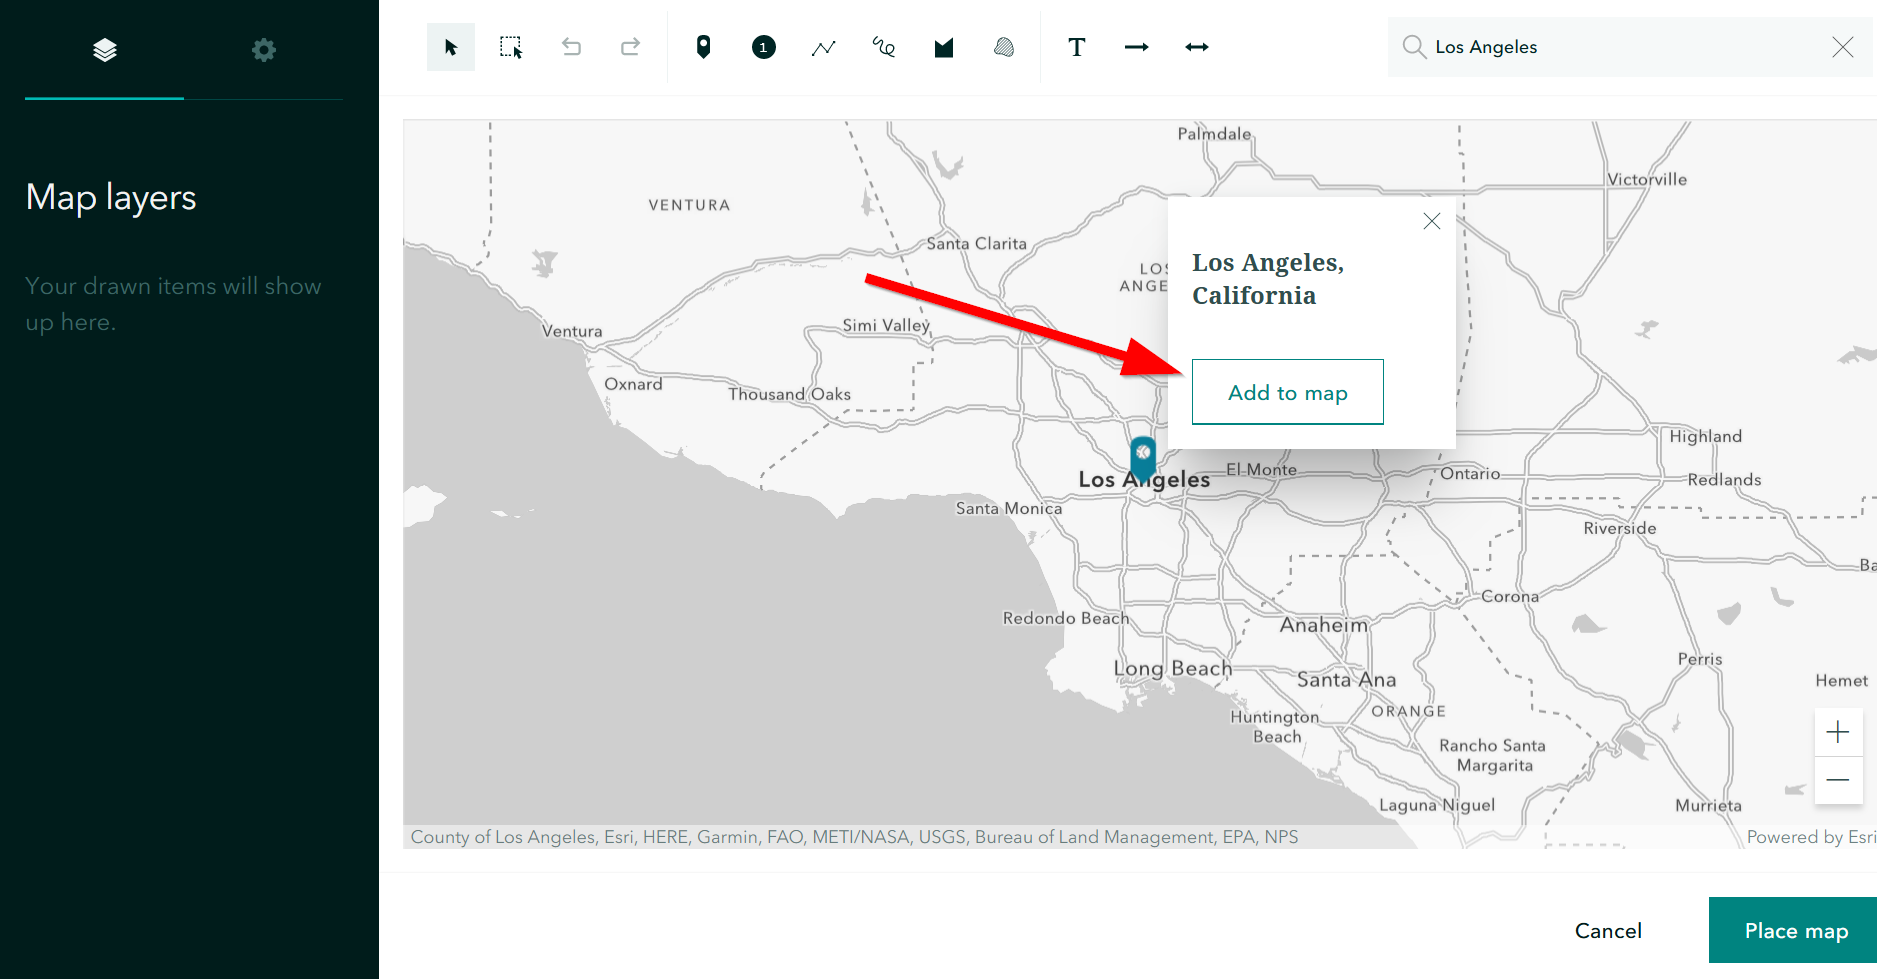 1
T
Los Angeles
Map layers
Your drawn items will show
up here.
Palmdale
Victorville
VENTURA
Santa Clarita
LOS
ANGE
Los Angeles,
California
Simi Valley
Ventura
Oxnard
Thousand Oaks
Add to map
Highland
Los Angeles
El Monte
Ontario
Redlands
Santa Monica
Riverside
Ba
Corona
Redondo Beach
Anaheim
Perris
Long Beach
Santa Ana
Hemet
Huntington
Beach
ORANGE
Rancho Santa
Margarita
Laguna Niguel
Murrieta
County of Los Angeles, Esri, HERE, Garmin, FAO, METI/NASA, USGS, Bureau of Land Management, EPA, NPS
Powered by Esri
Cancel
Place map